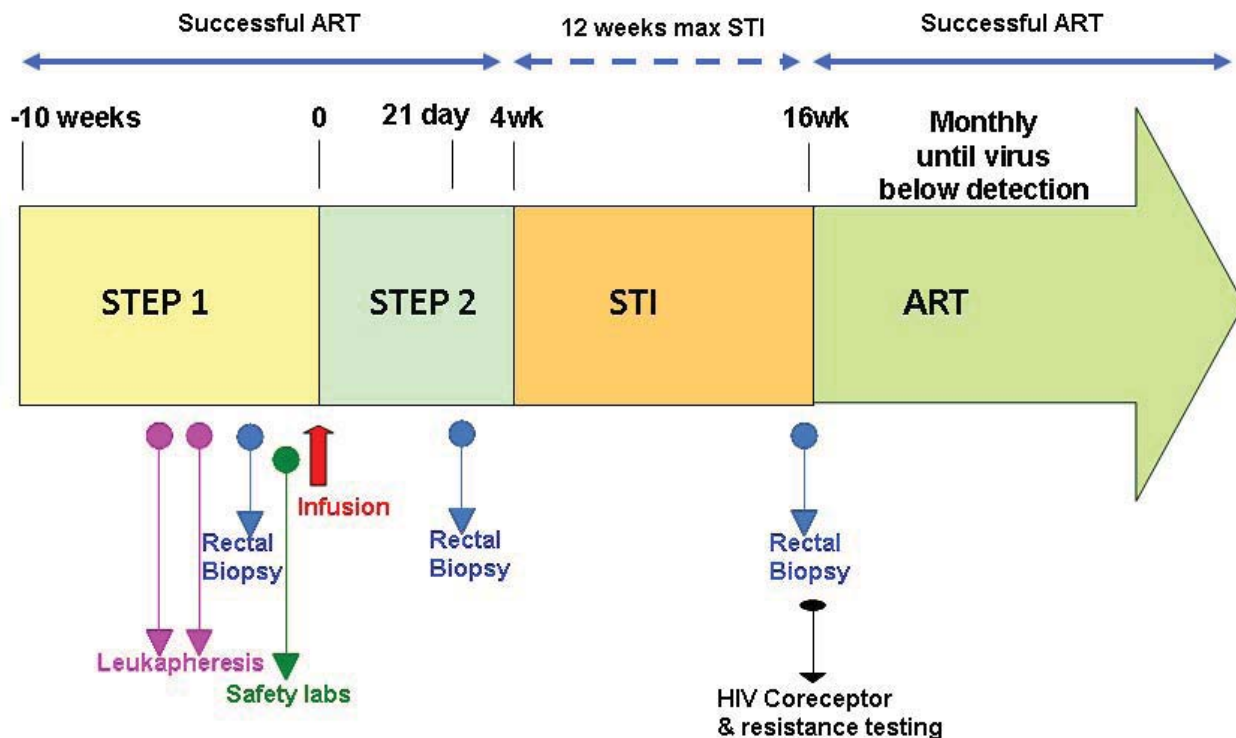 Successful ART
12 weeks max STI
Successful ART
-10 weeks
0
21 day
4wk
16wk
Monthly
until virus
below detection
STEP 1
STEP 2
STI
ART
Infusion
Rectal
Biopsy
Rectal
Biopsy
Rectal
Biopsy
Leukapheresis
Safety labs
HIV Coreceptor
& resistance testing